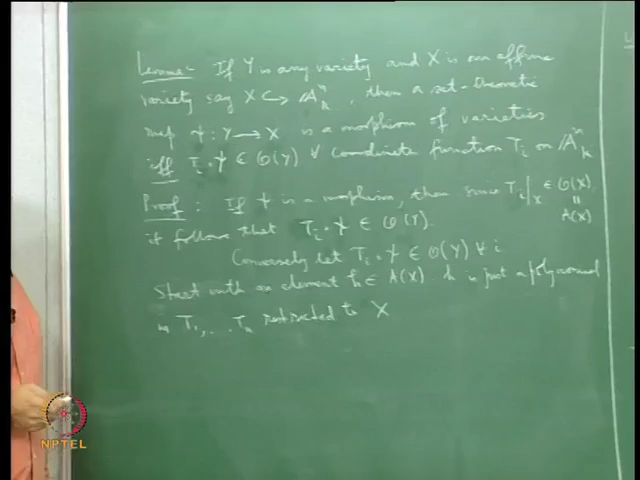 Lemma:- If Y is any variety and X is an affine
variety say X ↪ 𝔸ⁿₖ, then a set-theoretic
map ψ: Y → X is a morphism of varieties
iff Tᵢ∘ψ ∈ O(Y) ∀ coordinate function Tᵢ on 𝔸ⁿₖ
Proof: If ψ is a morphism, then since Tᵢ|ₓ ∈ O(X)
॥
A(X)
it follows that Tᵢ∘ψ ∈ O(Y).
Conversely let Tᵢ∘ψ ∈ O(Y) ∀ i
Start with an element h ∈ A(X). h is just a polynomial
in T₁, ... Tₙ restricted to X
NPTEL